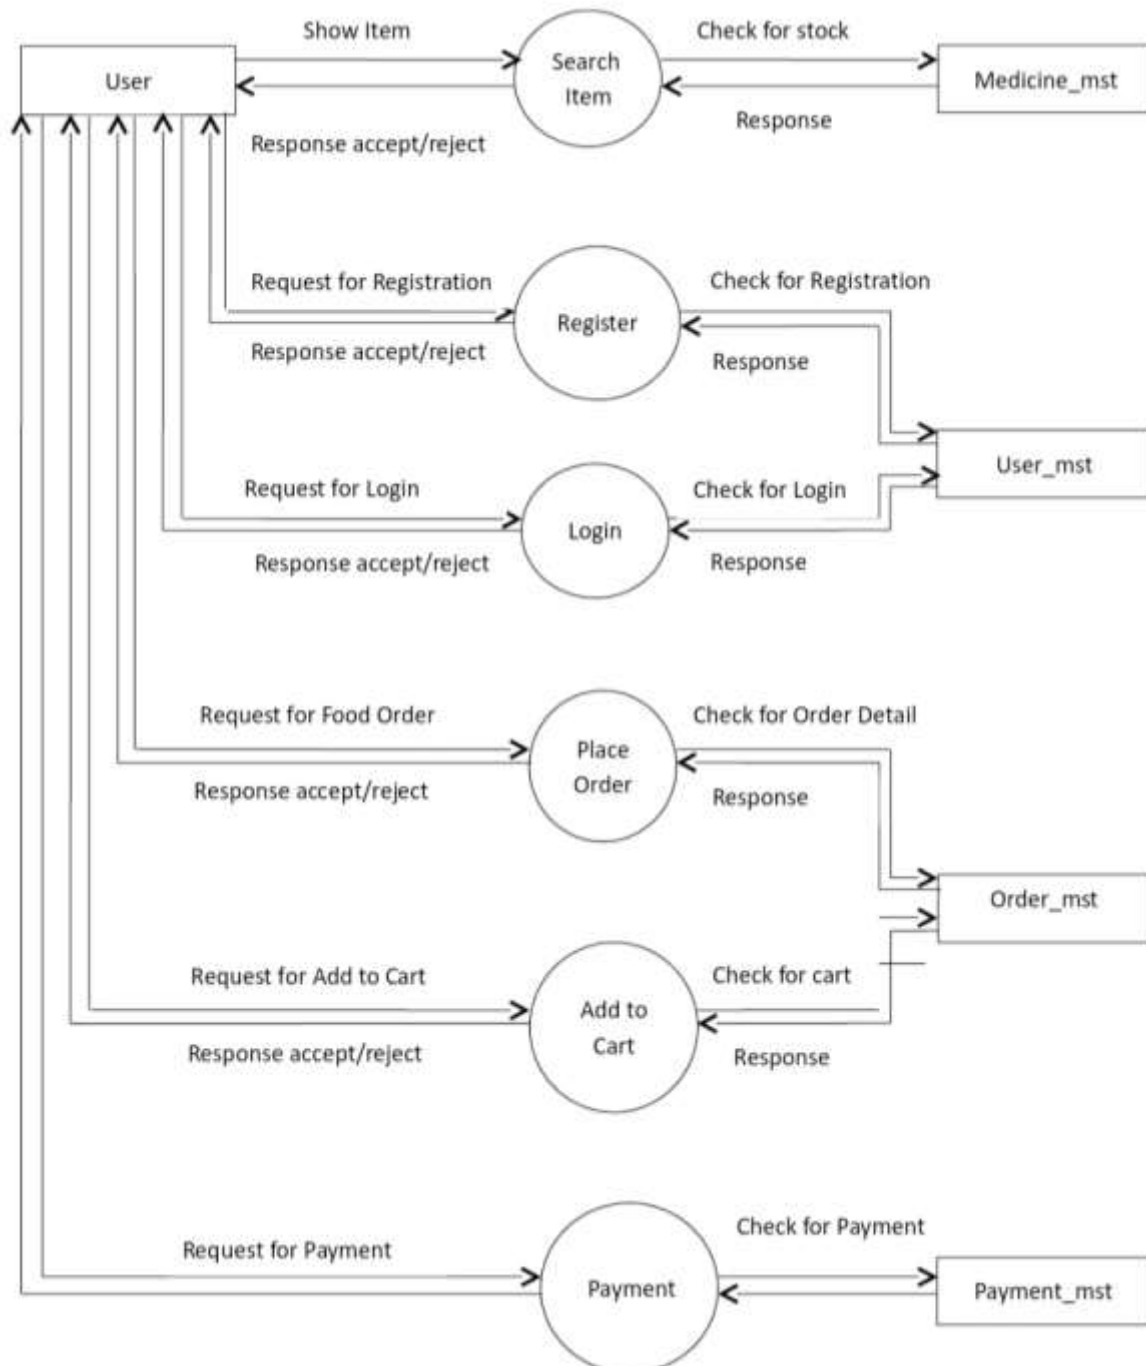 Show Item
Check for stock
User
Search
Item
Medicine_mst
Response
Response accept/reject
Request for Registration
Check for Registration
Register
Response accept/reject
Response
User_mst
Request for Login
Check for Login
Login
Response accept/reject
Response
Request for Food Order
Check for Order Detail
Place
Order
Response accept/reject
Response
Order_mst
Request for Add to Cart
Check for cart
Add to
Cart
Response accept/reject
Response
Check for Payment
Request for Payment
Payment
Payment_mst